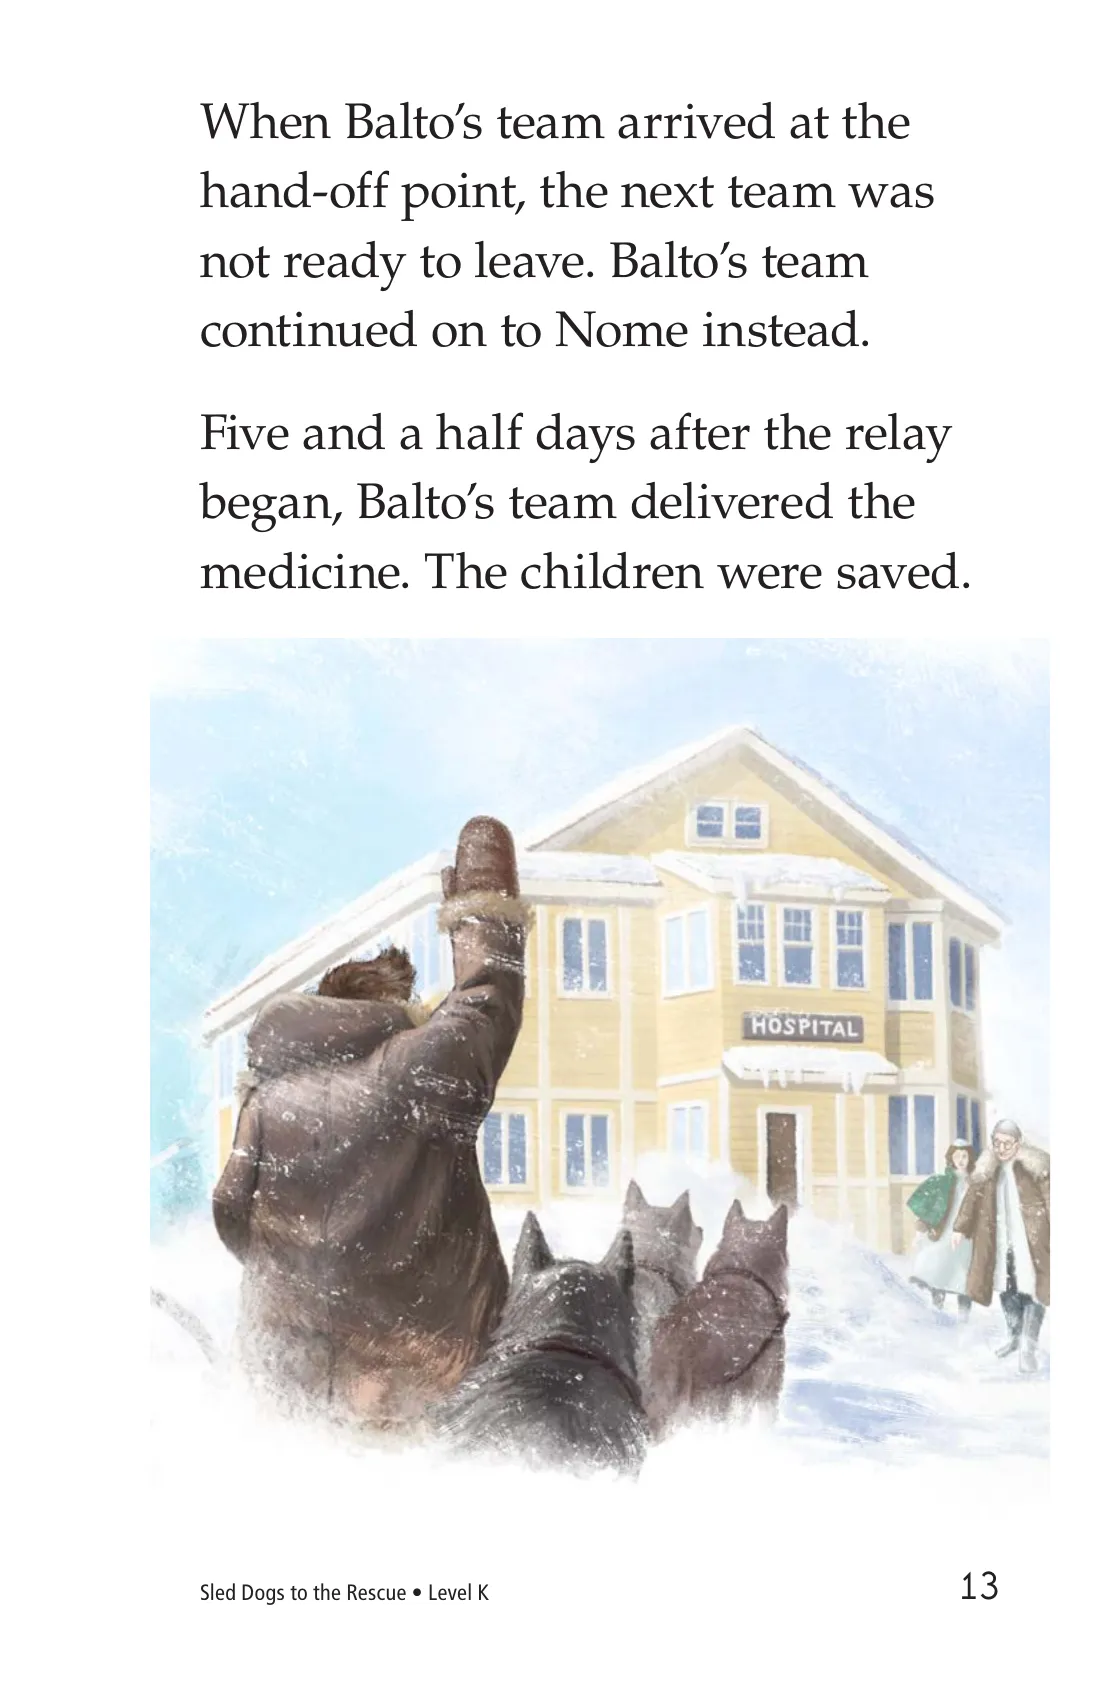 When Balto’s team arrived at the
hand-off point, the next team was
not ready to leave. Balto’s team
continued on to Nome instead.
Five and a half days after the relay
began, Balto’s team delivered the
medicine. The children were saved.
HOSPITAL
Sled Dogs to the Rescue • Level K
13